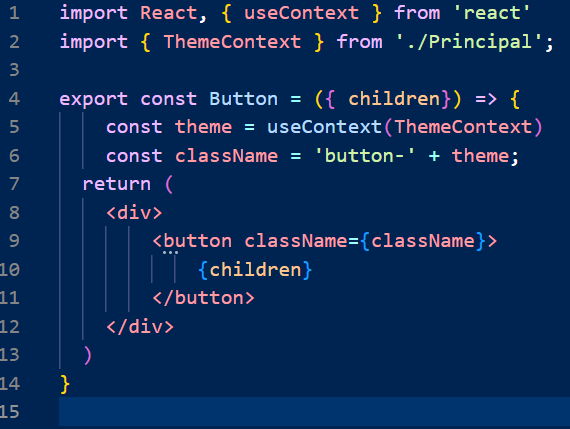 1 import React, { useContext } from 'react'
2 import { ThemeContext } from './Principal';
3
4 export const Button = ({ children}) => {
5     const theme = useContext(ThemeContext)
6     const className = 'button-' + theme;
7   return (
8     <div>
9         <button className={className}>
10             {children}
11         </button>
12     </div>
13   )
14 }
15